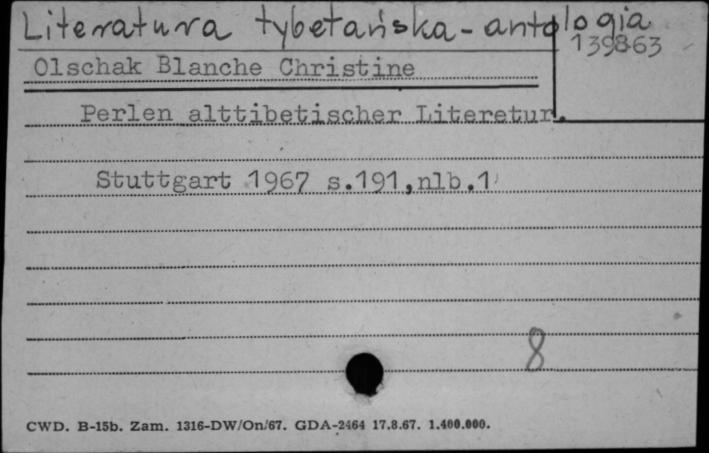 Literatura tybetańska - antologia
139863
Olschak Blanche Christine
Perlen alttibetischer Literetur.
Stuttgart 1967 s.191,nlb.1
8
CWD. B-15b. Zam. 1316-DW/On/67. GDA-2464 17.8.67. 1.400.000.